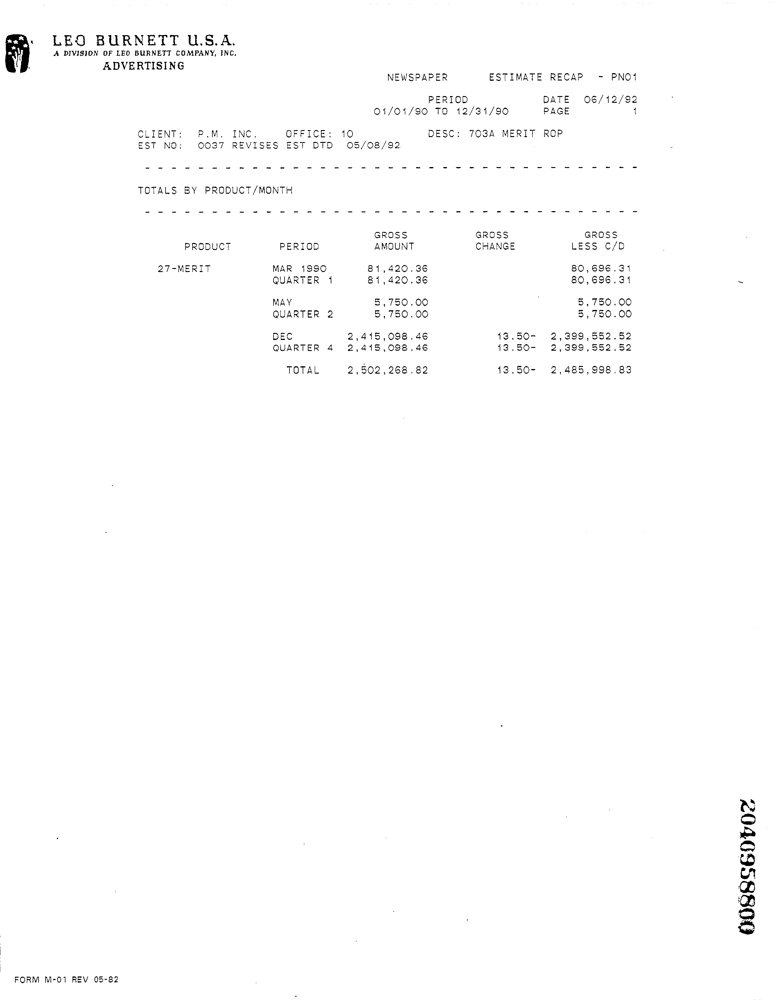 LEO BURNETT U.S.A.
A DIVISION OF LEO BURNETT COMPANY, INC.
ADVERTISING
NEWSPAPER ESTIMATE RECAP - PN01
PERIOD DATE 06/12/92
01/01/90 TO 12/31/90 PAGE 1
CLIENT: P.M. INC. OFFICE: 10 DESC: 703A MERIT ROP
EST NO: 0037 REVISES EST DTD 05/08/92
- - - - - - - - - - - - - - - - - - - - - - - - - - - - - - - - - - - - - -
TOTALS BY PRODUCT/MONTH
- - - - - - - - - - - - - - - - - - - - - - - - - - - - - - - - - - - - - -
GROSS GROSS GROSS
PRODUCT PERIOD AMOUNT CHANGE LESS C/D
27-MERIT MAR 1990 81,420.36 80,696.31
QUARTER 1 81,420.36 80,696.31
MAY 5,750.00 5,750.00
QUARTER 2 5,750.00 5,750.00
DEC 2,415,098.46 13.50- 2,399,552.52
QUARTER 4 2,415,098.46 13.50- 2,399,552.52
TOTAL 2,502,268.82 13.50- 2,485,998.83
2040958800
FORM M-01 REV 05-82